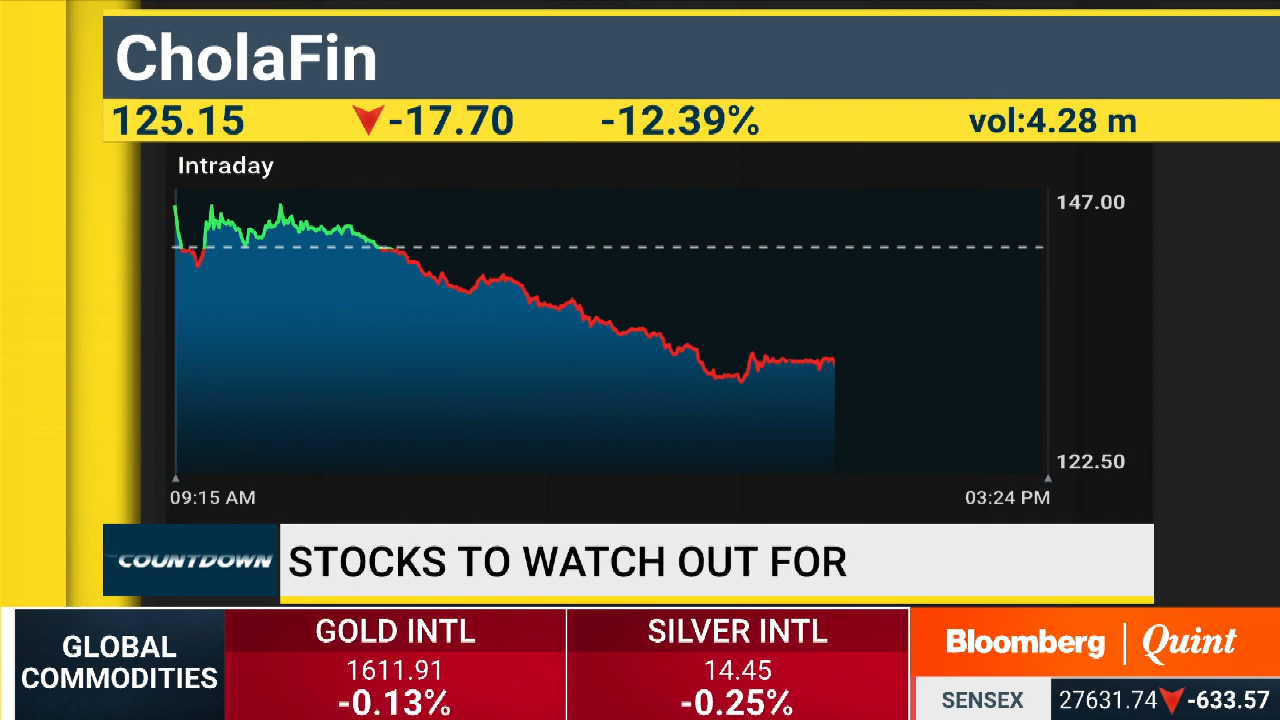 CholaFin
125.15 -17.70 -12.39% vol:4.28 m
Intraday
147.00
122.50
09:15 AM 03:24 PM
COUNTDOWN STOCKS TO WATCH OUT FOR
GLOBAL
COMMODITIES
GOLD INTL
1611.91
-0.13%
SILVER INTL
14.45
-0.25%
Bloomberg | Quint
SENSEX 27631.74 -633.57